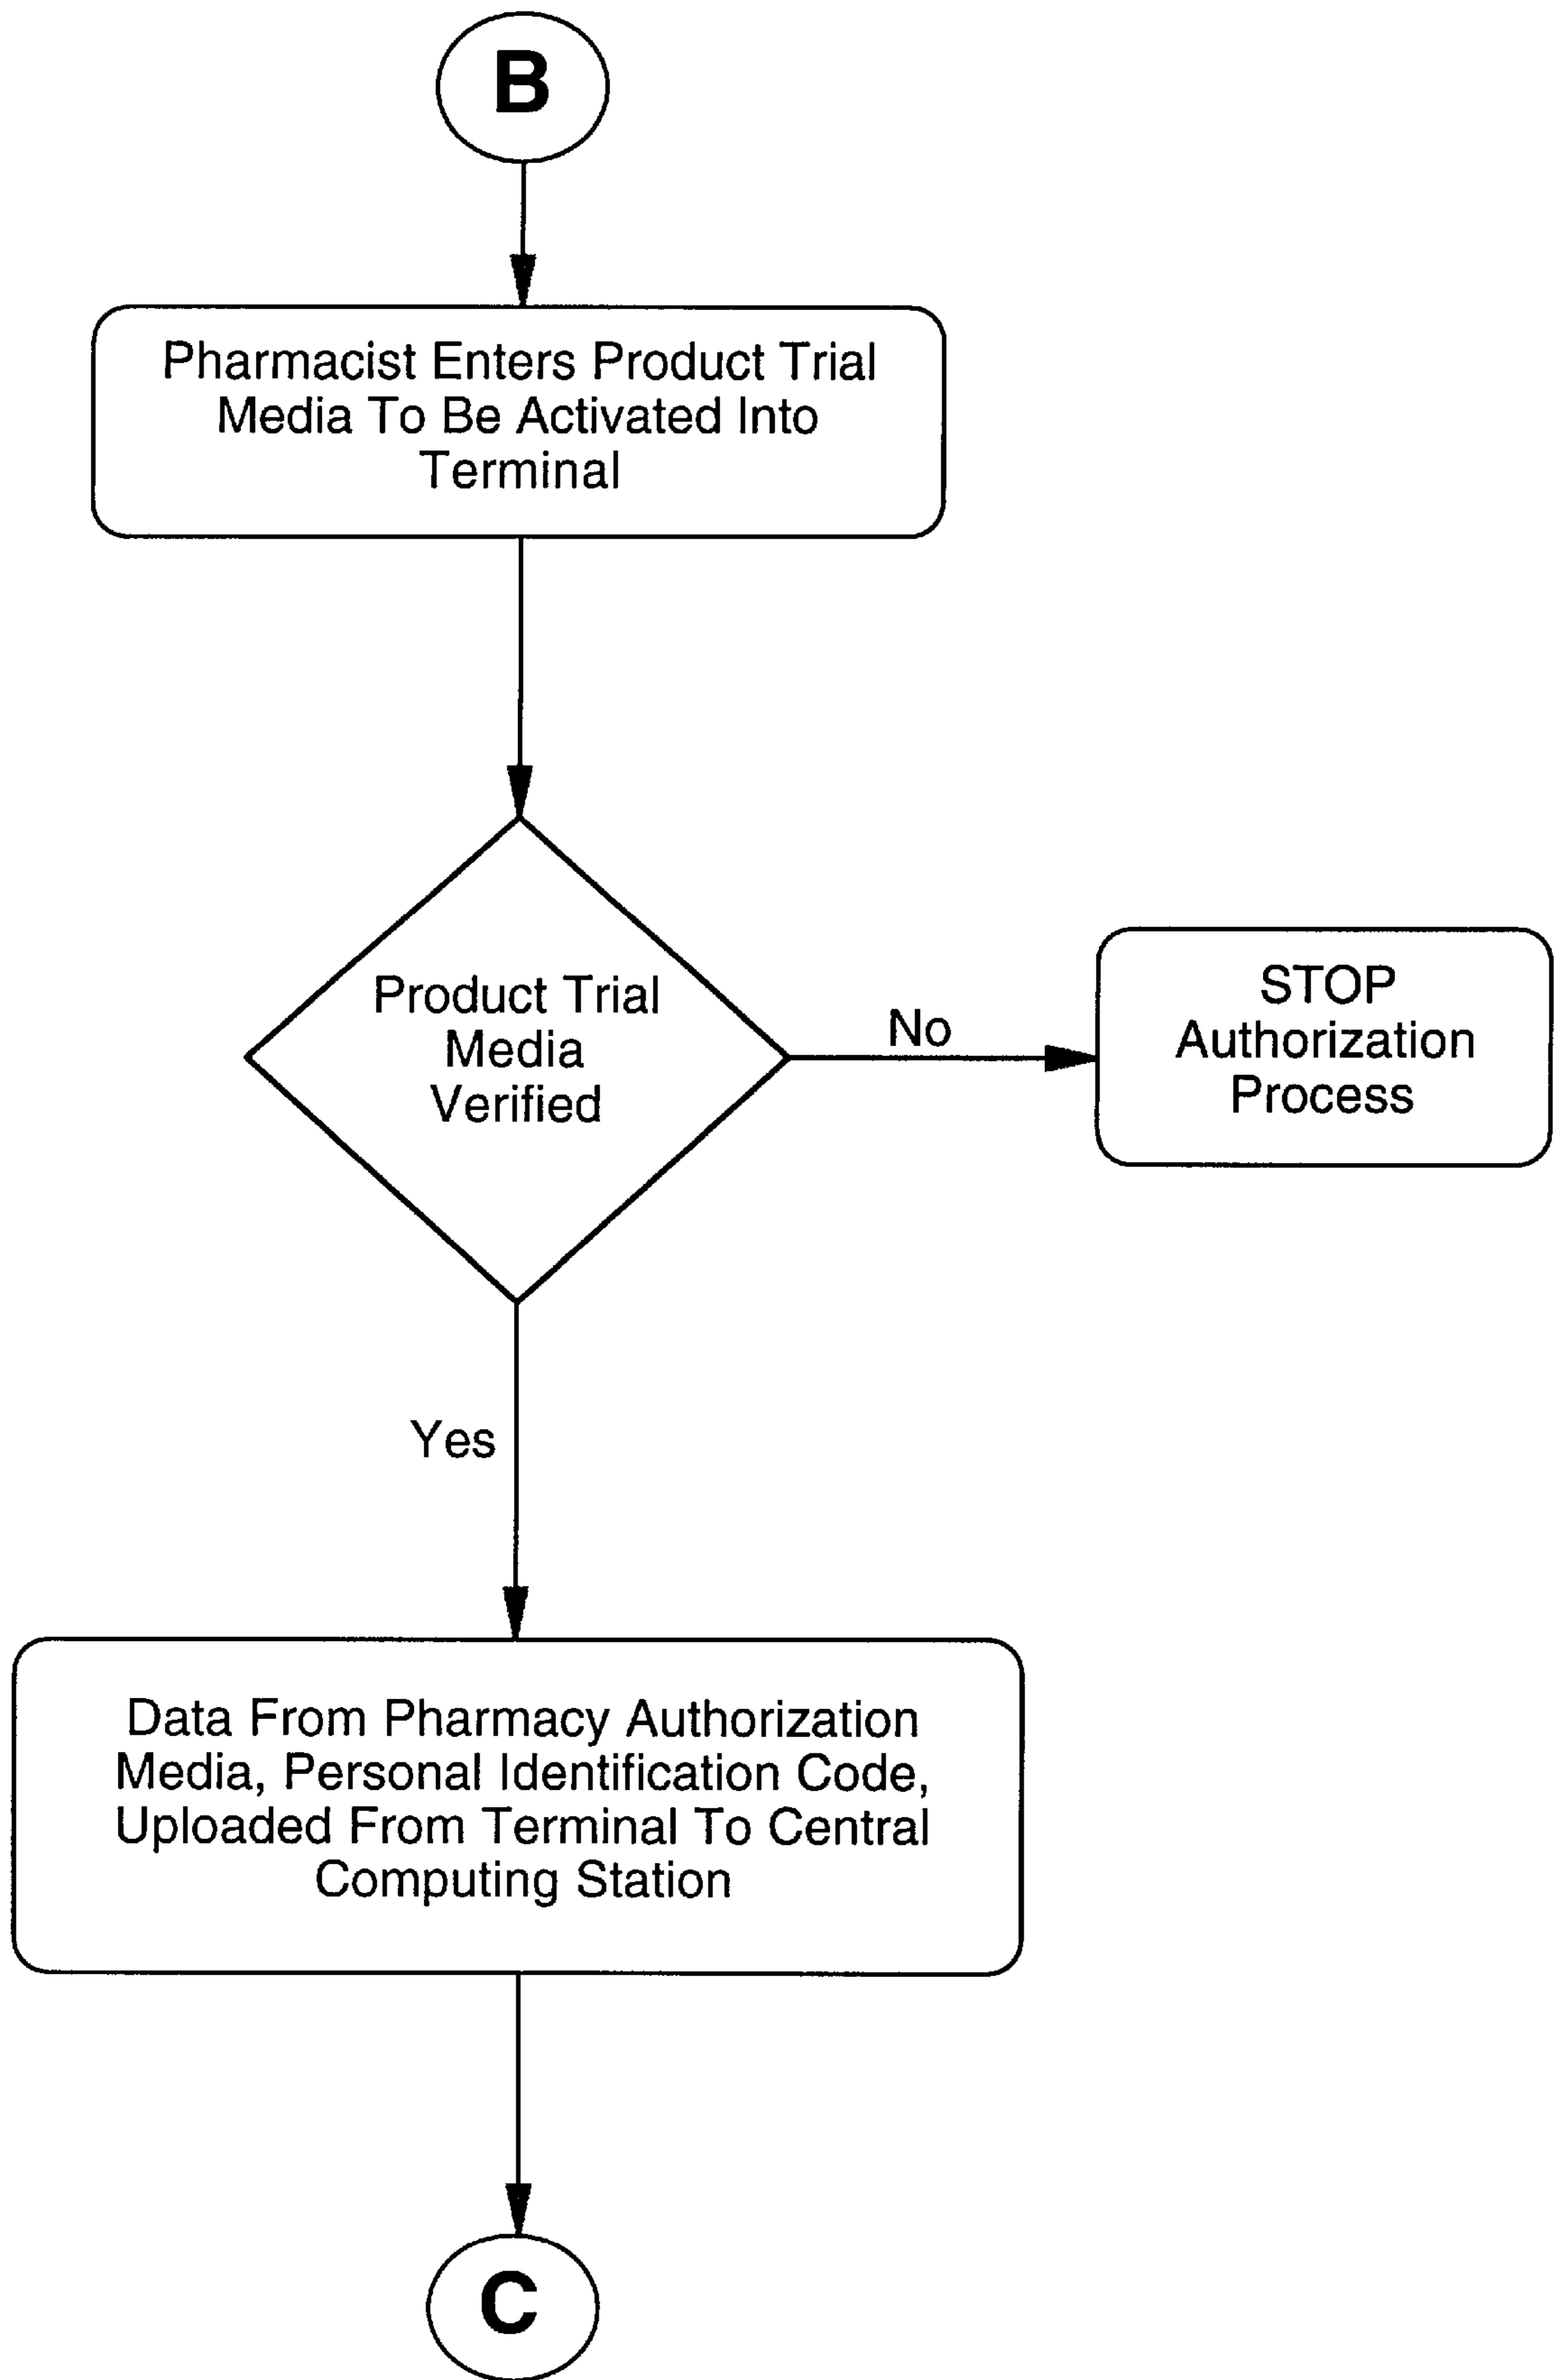 B
Pharmacist Enters Product Trial
Media To Be Activated Into
Terminal
Product Trial
Media
Verified
No
STOP
Authorization
Process
Yes
Data From Pharmacy Authorization
Media, Personal Identification Code,
Uploaded From Terminal To Central
Computing Station
C